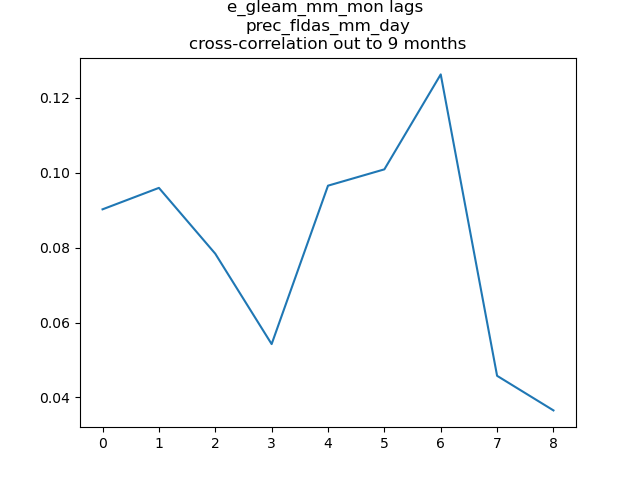 e_gleam_mm_mon lags
prec_fldas_mm_day
cross-correlation out to 9 months
0.12
0.10
0.08
0.06
0.04
0 1 2 3 4 5 6 7 8